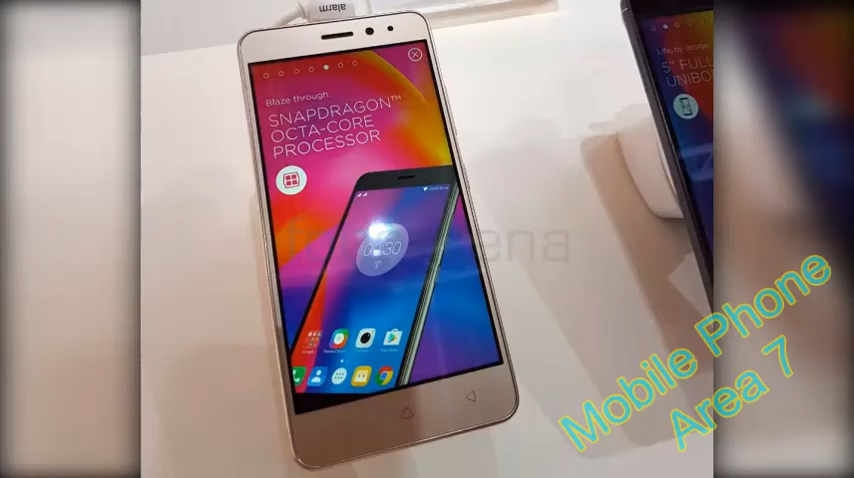 alarm
Blaze through.
SNAPDRAGON™
OCTA-CORE
PROCESSOR
Life, by design.
5" FULL
UNIBO
Mobile Phone
Area 7